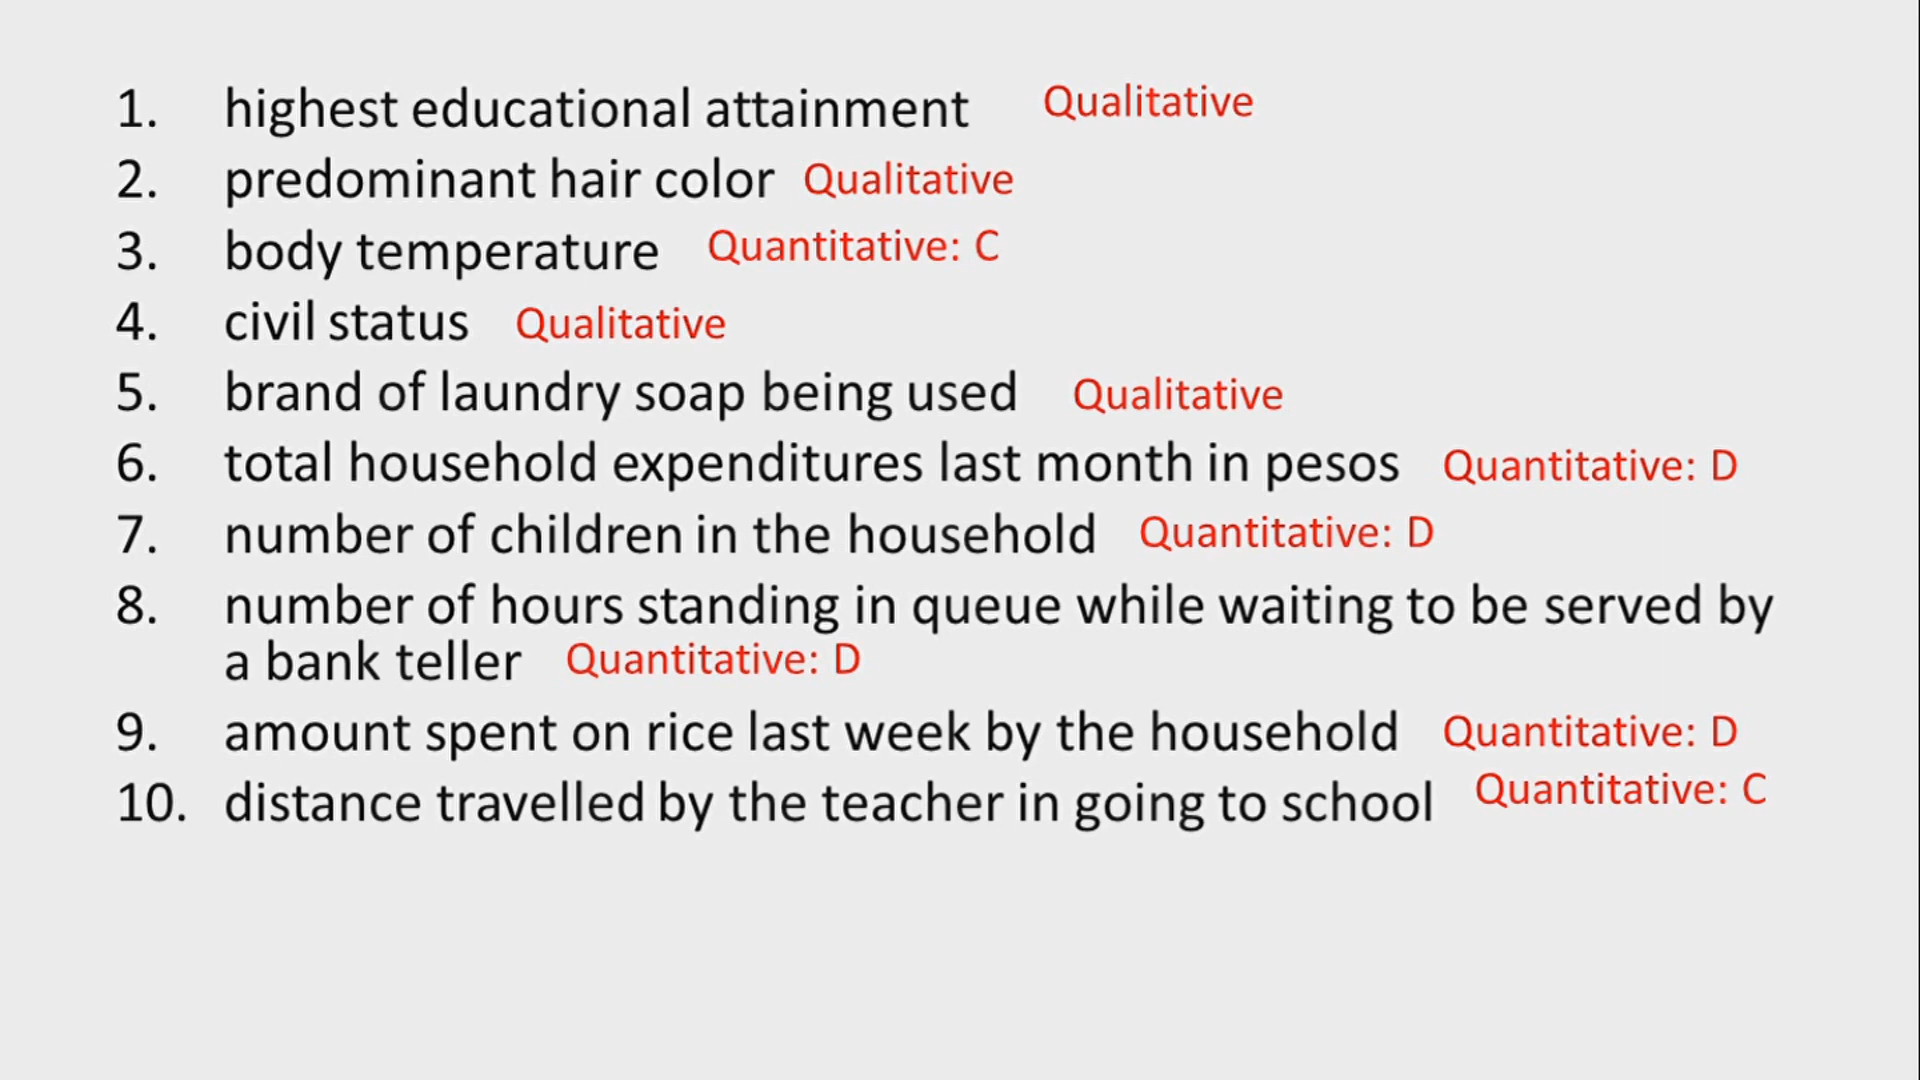 1. highest educational attainment Qualitative
2. predominant hair color Qualitative
3. body temperature Quantitative: C
4. civil status Qualitative
5. brand of laundry soap being used Qualitative
6. total household expenditures last month in pesos Quantitative: D
7. number of children in the household Quantitative: D
8. number of hours standing in queue while waiting to be served by
a bank teller Quantitative: D
9. amount spent on rice last week by the household Quantitative: D
10. distance travelled by the teacher in going to school Quantitative: C